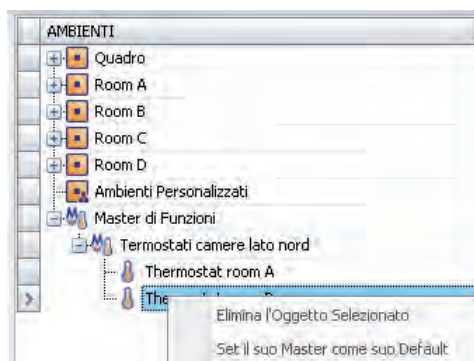 AMBIENTI
Quadro
Room A
Room B
Room C
Room D
Ambienti Personalizzati
Master di Funzioni
Termostati camere lato nord
Thermostat room A
Elimina l'Oggetto Selezionato
Set il suo Master come suo Default